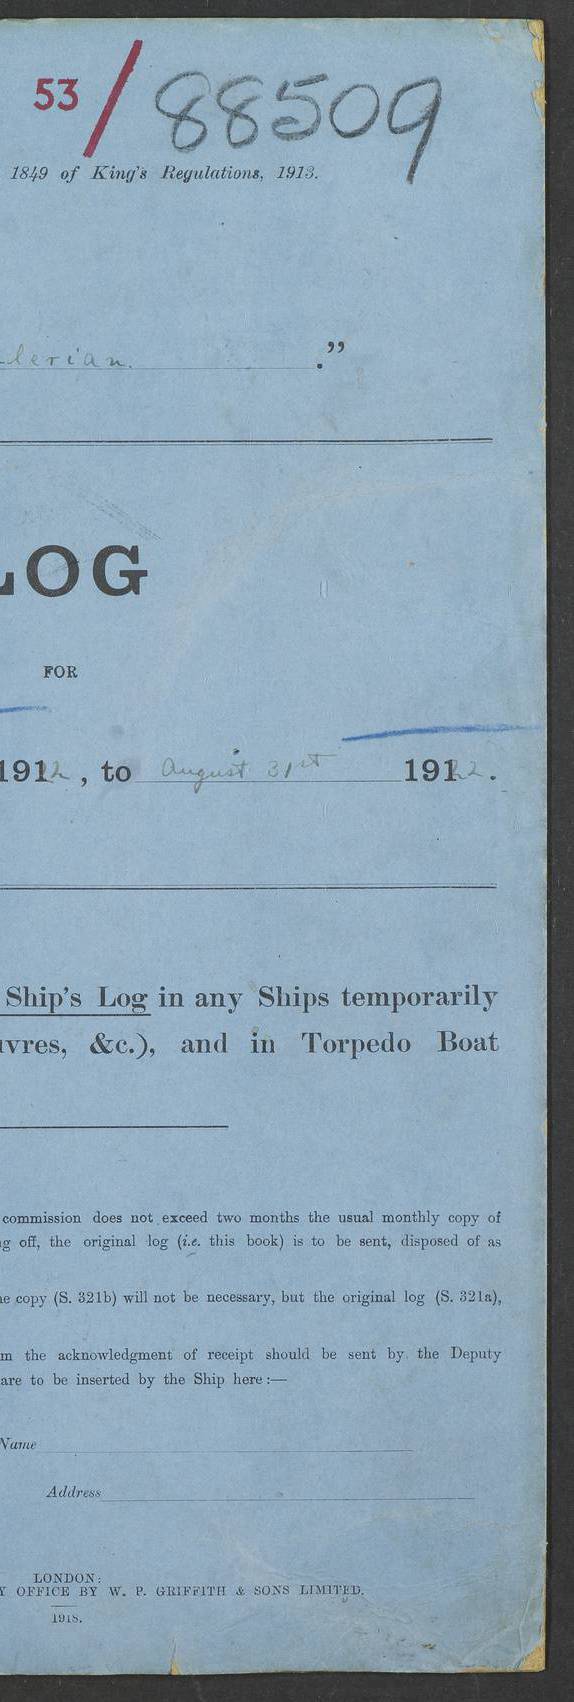 53/88509
1849 of King's Regulations, 1913.
lerian. ."
LOG
FOR
1922, to August 31st 1922.
Ship's Log in any Ships temporarily
uvres, &c.), and in Torpedo Boat
commission does not exceed two months the usual monthly copy of
g off, the original log (i.e. this book) is to be sent, disposed of as
e copy (S. 321b) will not be necessary, but the original log (S. 321a),
m the acknowledgment of receipt should be sent by the Deputy
are to be inserted by the Ship here:—
Name
Address
LONDON:
Y OFFICE BY W. P. GRIFFITH & SONS LIMITED.
1918.